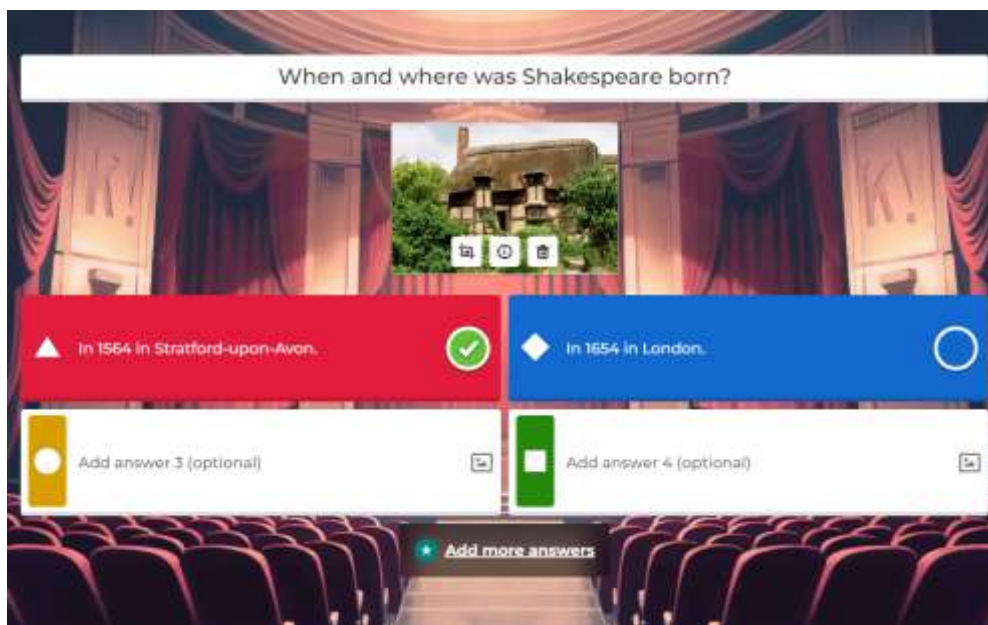 When and where was Shakespeare born?
K!
K!
In 1564 in Stratford-upon-Avon.
In 1654 in London.
Add answer 3 (optional)
Add answer 4 (optional)
Add more answers